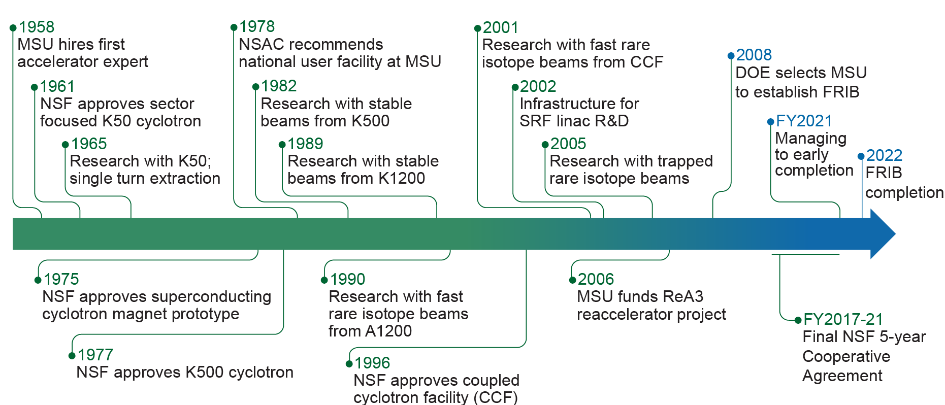 1958
MSU hires first
accelerator expert
1961
NSF approves sector
focused K50 cyclotron
1965
Research with K50;
single turn extraction
1978
NSAC recommends
national user facility at MSU
1982
Research with stable
beams from K500
1989
Research with stable
beams from K1200
2001
Research with fast rare
isotope beams from CCF
2002
Infrastructure for
SRF linac R&D
2005
Research with trapped
rare isotope beams
2008
DOE selects MSU
to establish FRIB
FY2021
Managing
to early
completion
2022
FRIB
completion
1975
NSF approves superconducting
cyclotron magnet prototype
1977
NSF approves K500 cyclotron
1990
Research with fast
rare isotope beams
from A1200
1996
NSF approves coupled
cyclotron facility (CCF)
2006
MSU funds ReA3
reaccelerator project
FY2017-21
Final NSF 5-year
Cooperative
Agreement